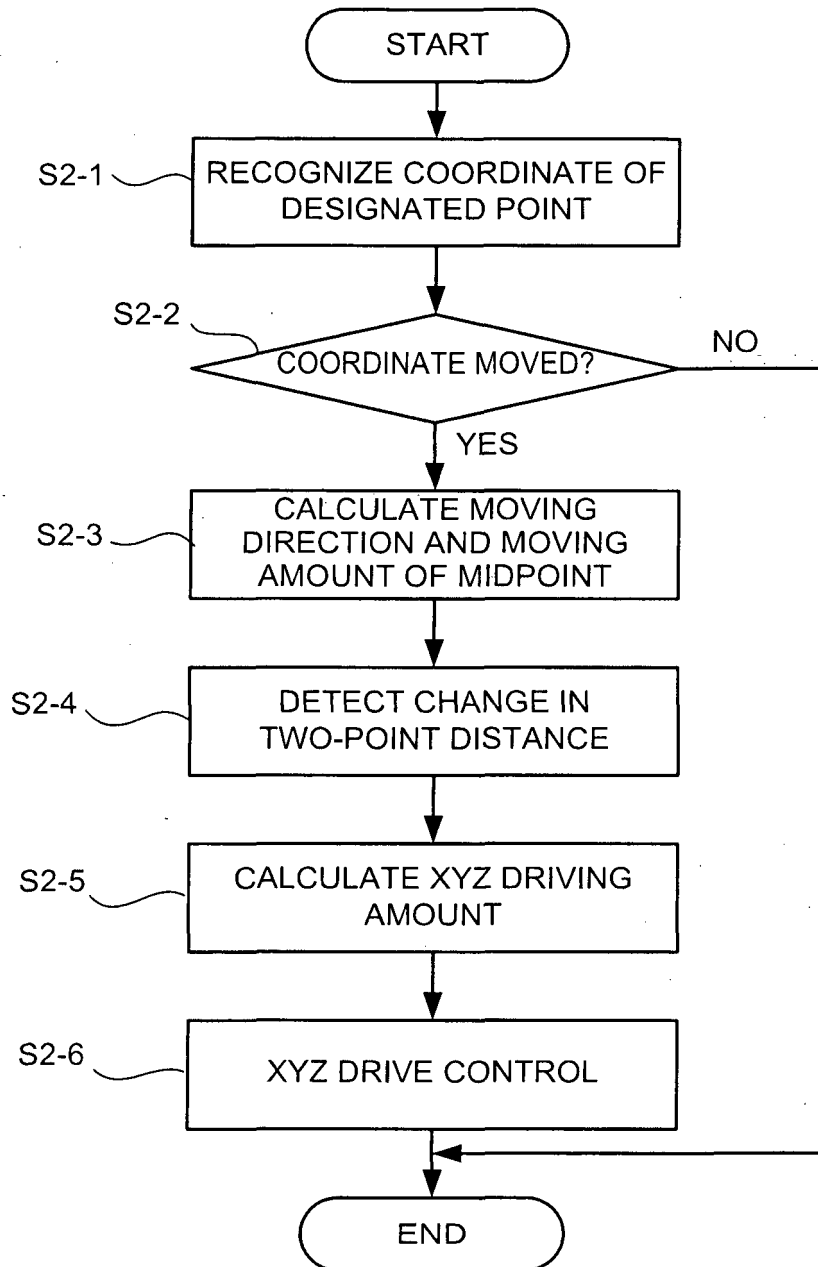 START
S2-1
RECOGNIZE COORDINATE OF
DESIGNATED POINT
S2-2
COORDINATE MOVED?
NO
YES
S2-3
CALCULATE MOVING
DIRECTION AND MOVING
AMOUNT OF MIDPOINT
S2-4
DETECT CHANGE IN
TWO-POINT DISTANCE
S2-5
CALCULATE XYZ DRIVING
AMOUNT
S2-6
XYZ DRIVE CONTROL
END